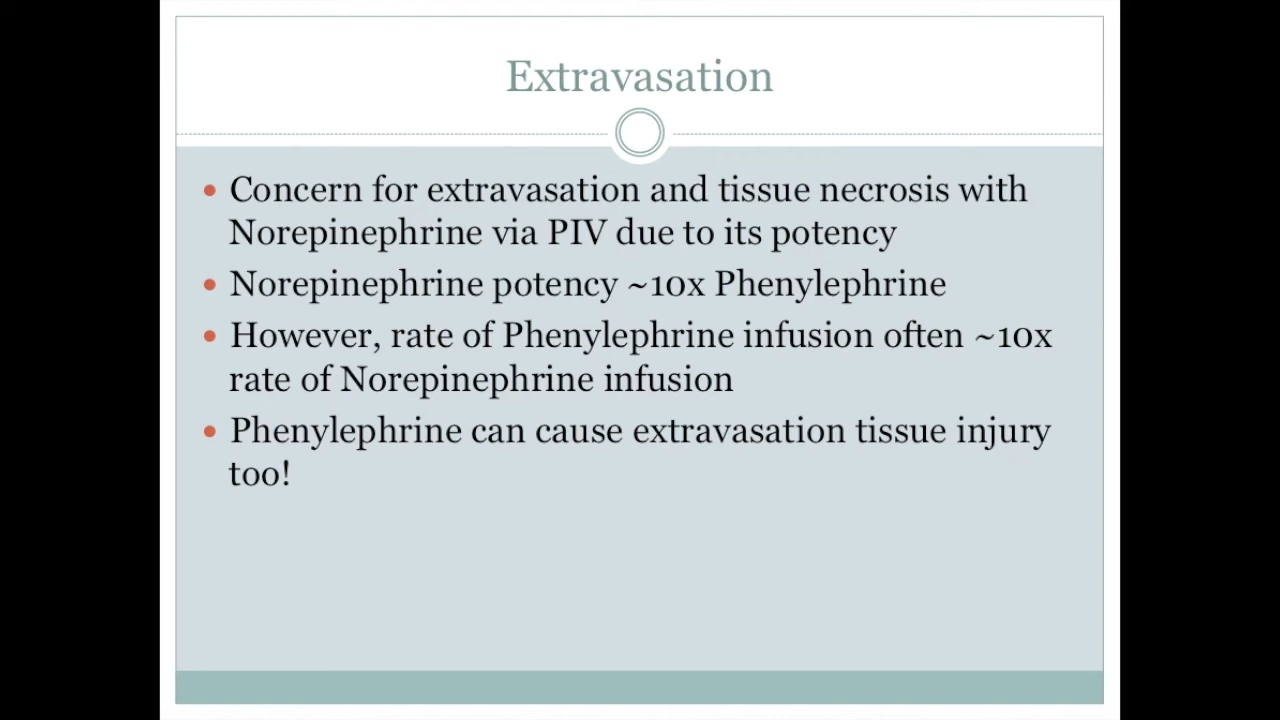 Extravasation
• Concern for extravasation and tissue necrosis with
Norepinephrine via PIV due to its potency
• Norepinephrine potency ~10x Phenylephrine
• However, rate of Phenylephrine infusion often ~10x
rate of Norepinephrine infusion
• Phenylephrine can cause extravasation tissue injury
too!